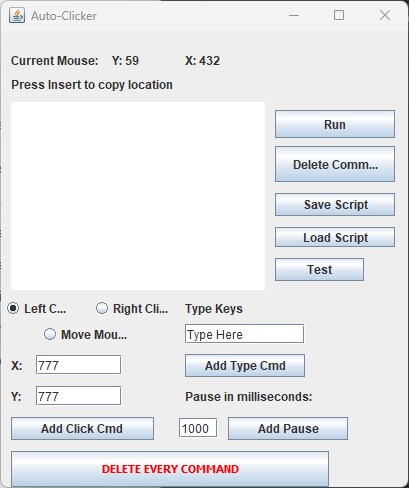 Auto-Clicker
Current Mouse: Y: 59 X: 432
Press Insert to copy location
Run
Delete Comm...
Save Script
Load Script
Test
Left C... Right Cli... Type Keys
Move Mou... Type Here
X: 777 Add Type Cmd
Y: 777 Pause in milliseconds:
Add Click Cmd 1000 Add Pause
DELETE EVERY COMMAND